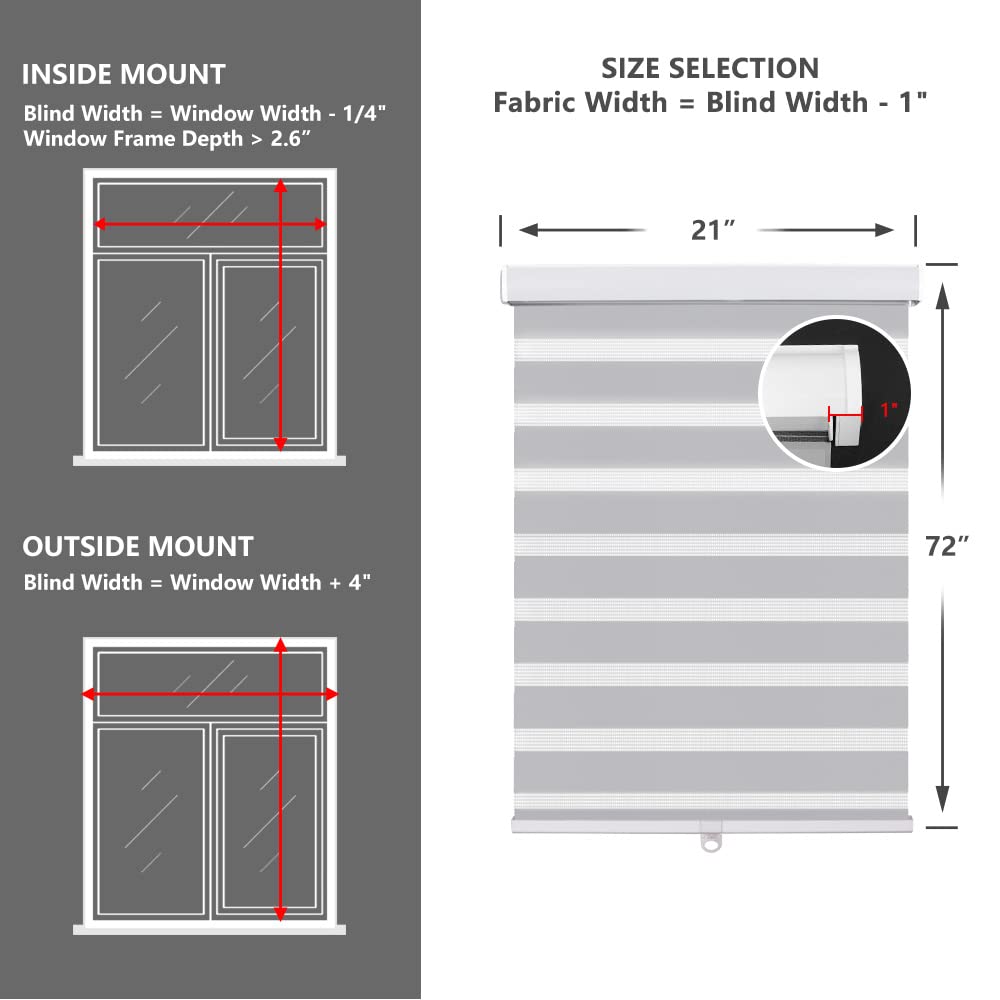 INSIDE MOUNT
Blind Width = Window Width - 1/4"
Window Frame Depth > 2.6”
OUTSIDE MOUNT
Blind Width = Window Width + 4"
SIZE SELECTION
Fabric Width = Blind Width - 1"
21”
1"
72”